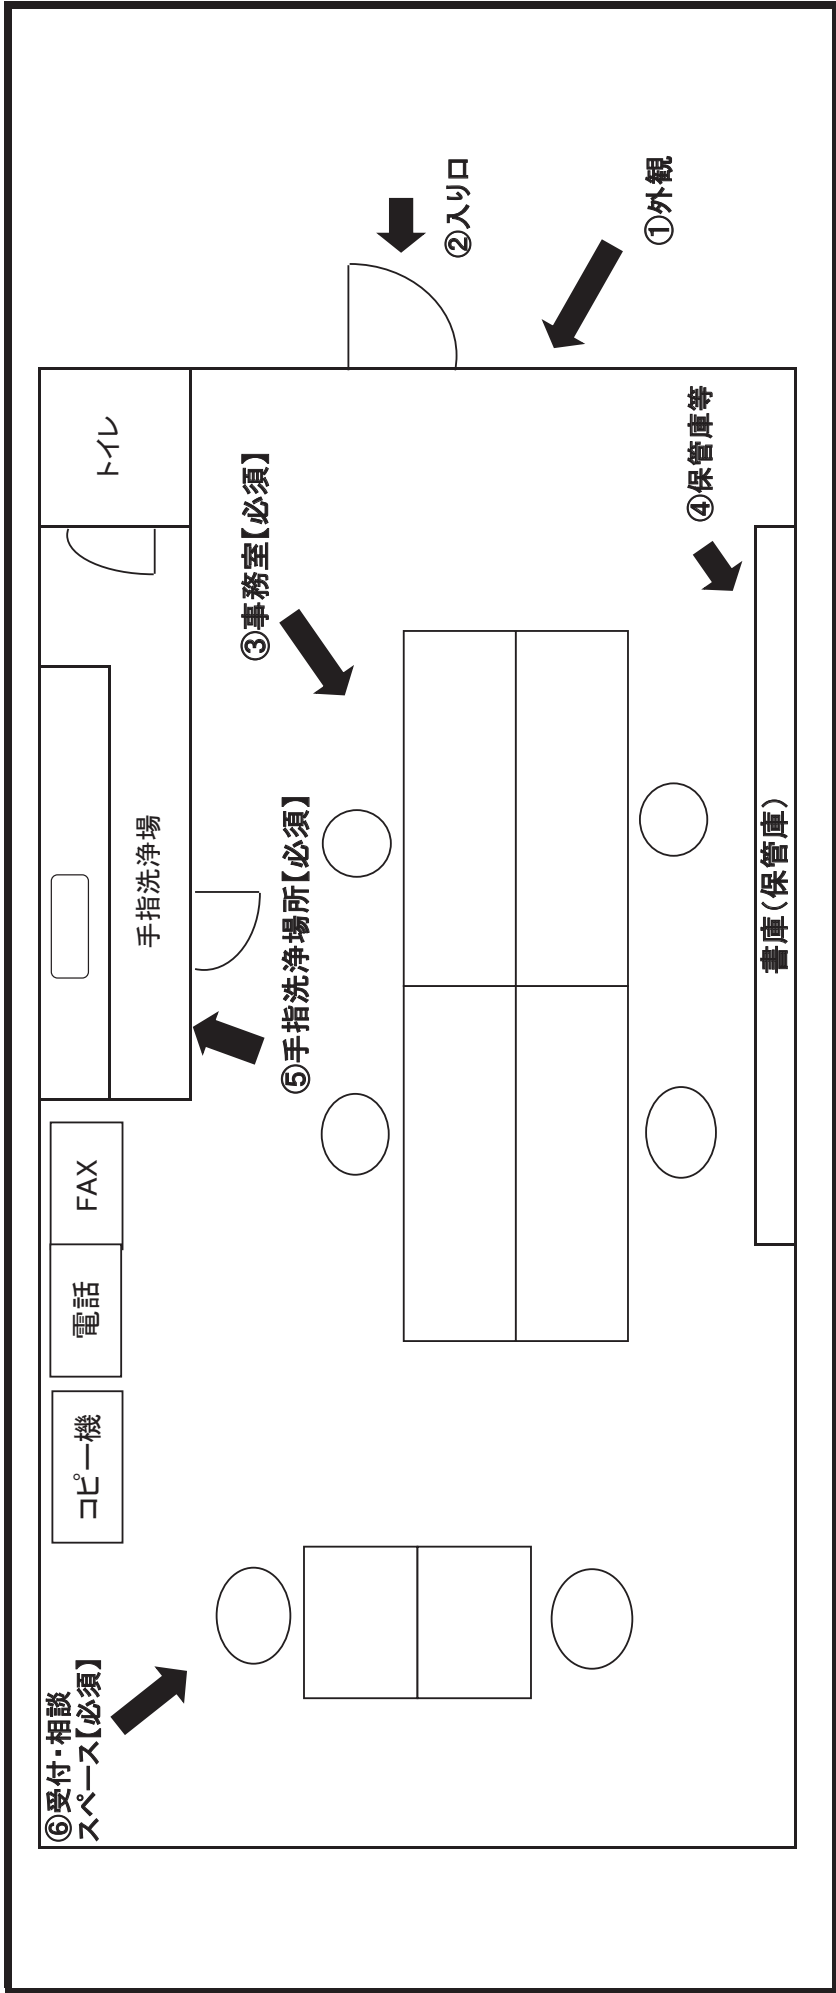 ①外観
②入り口
トイレ
④保管庫等
③事務室【必須】
手指洗浄場
⑤手指洗浄場所【必須】
書庫（保管庫）
FAX
電話
コピー機
⑥受付・相談
スペース【必須】